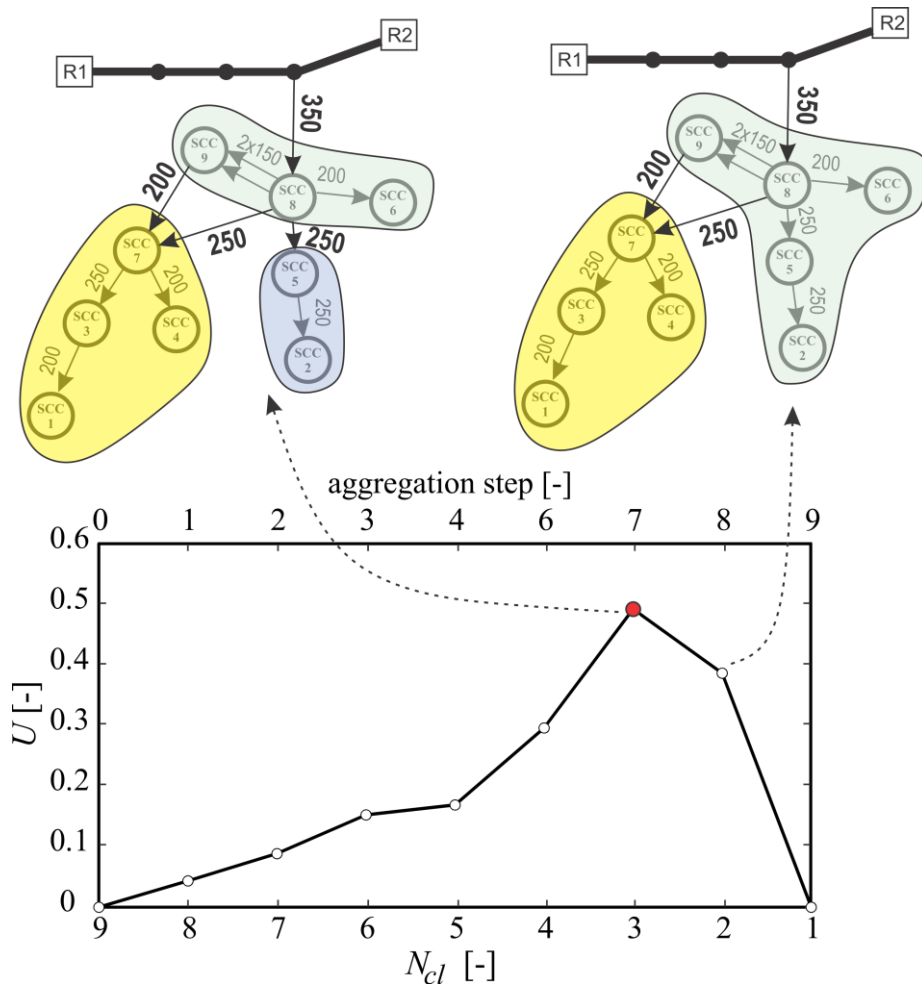 R1
R2
350
SCC
9
2x150
SCC
8
200
SCC
6
200
250
250
SCC
7
SCC
5
250
200
250
SCC
3
SCC
4
SCC
2
200
SCC
1
R1
R2
350
SCC
9
2x150
SCC
8
200
SCC
6
200
250
250
SCC
7
SCC
5
250
200
250
SCC
3
SCC
4
SCC
2
200
SCC
1
aggregation step [-]
0 1 2 3 4 6 7 8 9
0.6
0.5
0.4
0.3
0.2
0.1
0
U [-]
9 8 7 6 5 4 3 2 1
Ncl [-]